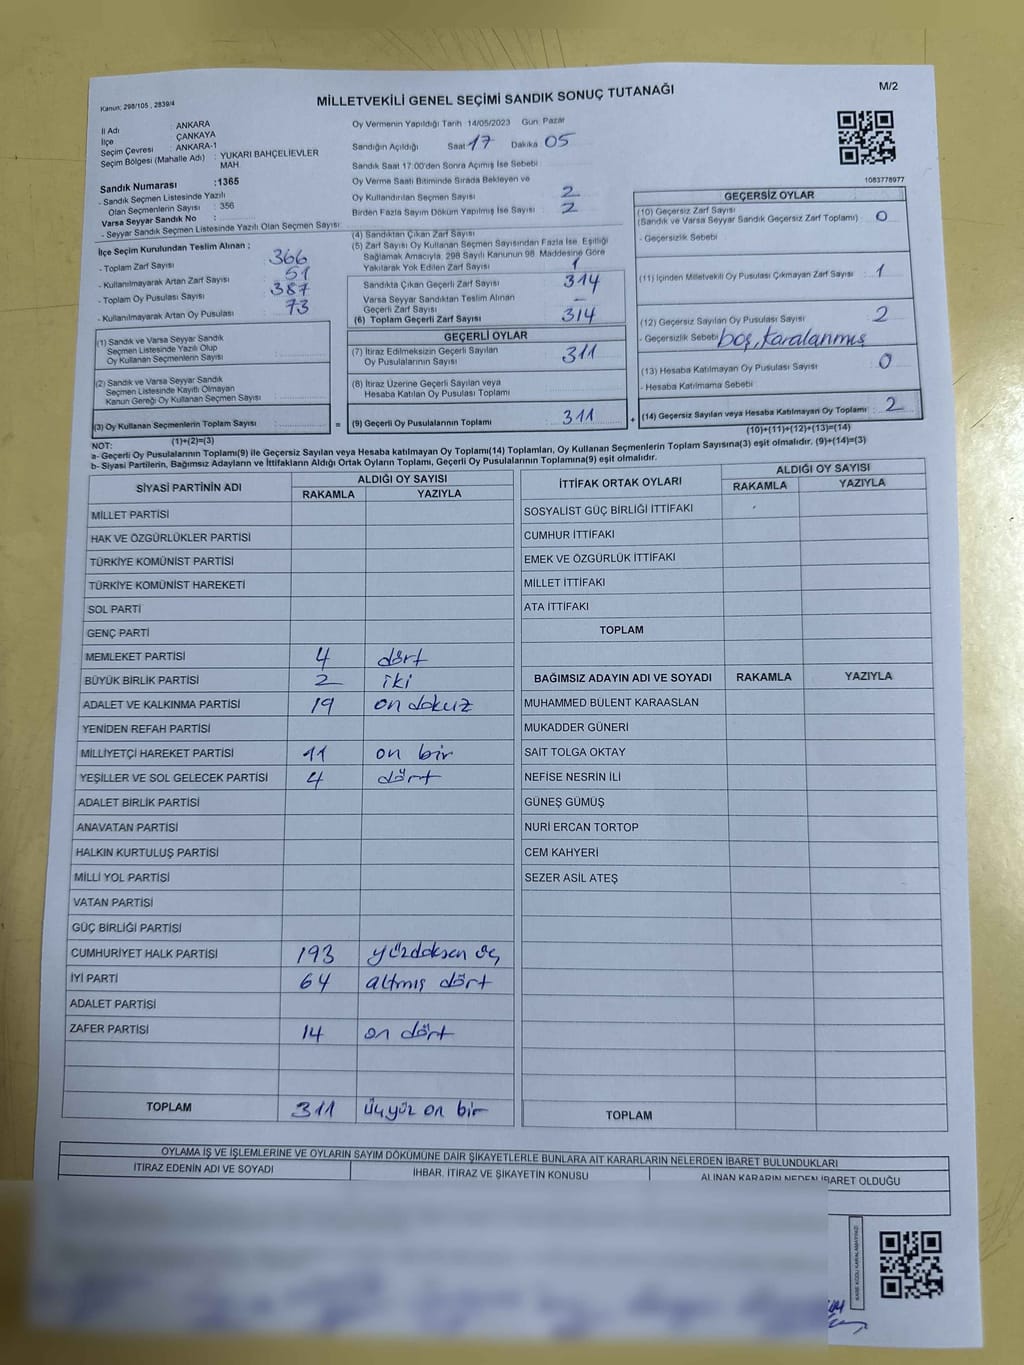 Kanun: 298/105 , 2839/4
MİLLETVEKİLİ GENEL SEÇİMİ SANDIK SONUÇ TUTANAĞI
M/2
İl Adı : ANKARA
İlçe : ÇANKAYA
Seçim Çevresi : ANKARA-1
Seçim Bölgesi (Mahalle Adı) : YUKARI BAHÇELİEVLER MAH.
Sandık Numarası :1365
- Sandık Seçmen Listesinde Yazılı
Olan Seçmenlerin Sayısı : 356
Varsa Seyyar Sandık No :
- Seyyar Sandık Seçmen Listesinde Yazılı Olan Seçmen Sayısı :
Oy Vermenin Yapıldığı Tarih 14/05/2023 Gün: Pazar
Sandığın Açıldığı Saat 17 Dakika 05
Sandık Saat 17:00'den Sonra Açmış İse Sebebi
Oy Verme Saati Bitiminde Sırada Bekleyen ve
Oy Kullandırılan Seçmen Sayısı 2
Birden Fazla Sayım Döküm Yapılmış İse Sayısı : 2
1083778977
İlçe Seçim Kurulundan Teslim Alınan ;
- Toplam Zarf Sayısı 366
- Kullanılmayarak Artan Zarf Sayısı : 51
- Toplam Oy Pusulası Sayısı 387
- Kullanılmayarak Artan Oy Pusulası 73
(4) Sandıktan Çıkan Zarf Sayısı
(5) Zarf Sayısı Oy Kullanan Seçmen Sayısından Fazla İse, Eşitliği
Sağlamak Amacıyla, 298 Sayılı Kanunun 98. Maddesine Göre
Yakılarak Yok Edilen Zarf Sayısı 1
Sandıkta Çıkan Geçerli Zarf Sayısı 314
Varsa Seyyar Sandıktan Teslim Alınan
Geçerli Zarf Sayısı –
(6) Toplam Geçerli Zarf Sayısı : 314
GEÇERSİZ OYLAR
(10) Geçersiz Zarf Sayısı
(Sandık ve Varsa Seyyar Sandık Geçersiz Zarf Toplamı) : 0
- Geçersizlik Sebebi
(11) İçinden Milletvekili Oy Pusulası Çıkmayan Zarf Sayısı : 1
(12) Geçersiz Sayılan Oy Pusulası Sayısı : 2
- Geçersizlik Sebebi boş, karalanmış
(13) Hesaba Katılmayan Oy Pusulası Sayısı : 0
- Hesaba Katılmama Sebebi
(14) Geçersiz Sayılan veya Hesaba Katılmayan Oy Toplamı : 2
(10)+(11)+(12)+(13)=(14)
(1) Sandık ve Varsa Seyyar Sandık
Seçmen Listesinde Yazılı Olup
Oy Kullanan Seçmenlerin Sayısı :
(2) Sandık ve Varsa Seyyar Sandık
Seçmen Listesinde Kayıtlı Olmayan
Kanun Gereği Oy Kullanan Seçmen Sayısı :
(3) Oy Kullanan Seçmenlerin Toplam Sayısı :
(1)+(2)=(3)
=
GEÇERLİ OYLAR
(7) İtiraz Edilmeksizin Geçerli Sayılan
Oy Pusulasının Sayısı : 311
(8) İtiraz Üzerine Geçerli Sayılan veya
Hesaba Katılan Oy Pusulası Toplamı :
(9) Geçerli Oy Pusulasının Toplamı : 311
+
NOT:
a- Geçerli Oy Pusulasının Toplamı(9) ile Geçersiz Sayılan veya Hesaba katılmayan Oy Toplamı(14) Toplamları, Oy Kullanan Seçmenlerin Toplam Sayısına(3) eşit olmalıdır. (9)+(14)=(3)
b- Siyasi Partilerin, Bağımsız Adayların ve İttifakların Aldığı Ortak Oyların Toplamı, Geçerli Oy Pusulalarının Toplamına(9) eşit olmalıdır.
SİYASİ PARTİNİN ADI ALDIĞI OY SAYISI
RAKAMLA YAZIYLA
MİLLET PARTİSİ
HAK VE ÖZGÜRLÜKLER PARTİSİ
TÜRKİYE KOMÜNİST PARTİSİ
TÜRKİYE KOMÜNİST HAREKETİ
SOL PARTİ
GENÇ PARTİ
MEMLEKET PARTİSİ 4 dört
BÜYÜK BİRLİK PARTİSİ 2 iki
ADALET VE KALKINMA PARTİSİ 19 on dokuz
YENİDEN REFAH PARTİSİ
MİLLİYETÇİ HAREKET PARTİSİ 11 on bir
YEŞİLLER VE SOL GELECEK PARTİSİ 4 dört
ADALET BİRLİK PARTİSİ
ANAVATAN PARTİSİ
HALKIN KURTULUŞ PARTİSİ
MİLLİ YOL PARTİSİ
VATAN PARTİSİ
GÜÇ BİRLİĞİ PARTİSİ
CUMHURİYET HALK PARTİSİ 193 yüzdoksan üç
İYİ PARTİ 64 altmış dört
ADALET PARTİSİ
ZAFER PARTİSİ 14 on dört
TOPLAM 311 üçyüz on bir
İTTİFAK ORTAK OYLARI ALDIĞI OY SAYISI
RAKAMLA YAZIYLA
SOSYALİST GÜÇ BİRLİĞİ İTTİFAKI
CUMHUR İTTİFAKI
EMEK VE ÖZGÜRLÜK İTTİFAKI
MİLLET İTTİFAKI
ATA İTTİFAKI
TOPLAM
BAĞIMSIZ ADAYIN ADI VE SOYADI RAKAMLA YAZIYLA
MUHAMMED BÜLENT KARAASLAN
MUKADDER GÜNERİ
SAİT TOLGA OKTAY
NEFİSE NESRİN İLİ
GÜNEŞ GÜMÜŞ
NURİ ERCAN TORTOP
CEM KAHYERİ
SEZER ASİL ATEŞ
TOPLAM
OYLAMA İŞ VE İŞLEMLERİNE VE OYLARIN SAYIM DÖKÜMÜNE DAİR ŞİKAYETLERLE BUNLARA AİT KARARLARIN NELERDEN İBARET BULUNDUKLARI
İTİRAZ EDENİN ADI VE SOYADI İHBAR, İTİRAZ VE ŞİKAYETİN KONUSU ALINAN KARARIN NEDEN İBARET OLDUĞU